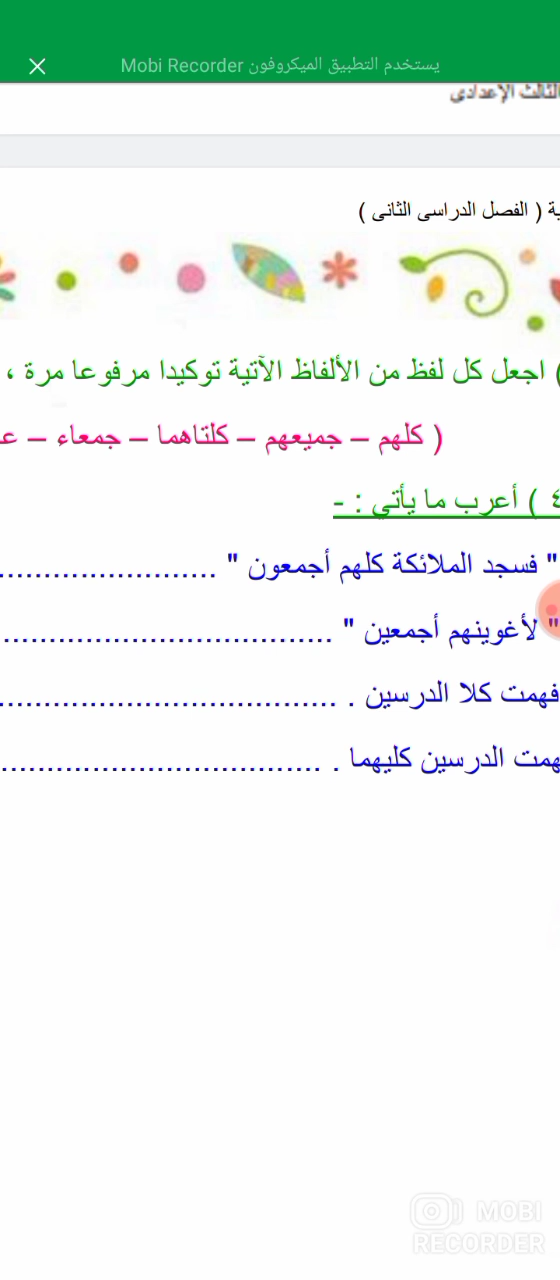 يستخدم التطبيق الميكروفون Mobi Recorder
الثالث الإعدادى
( الفصل الدراسى الثانى )
) اجعل كل لفظ من الألفاظ الآتية توكيدا مرفوعا مرة ،
( كلهم – جميعهم – كلتاهما – جمعاء –
٤ ) أعرب ما يأتي : -
" فسجد الملائكة كلهم أجمعون " ........................
" لأغوينهم أجمعين " ..................................
فهمت كلا الدرسين . ..................................
الدرسين كليهما . ..................................
MOBI
RECORDER